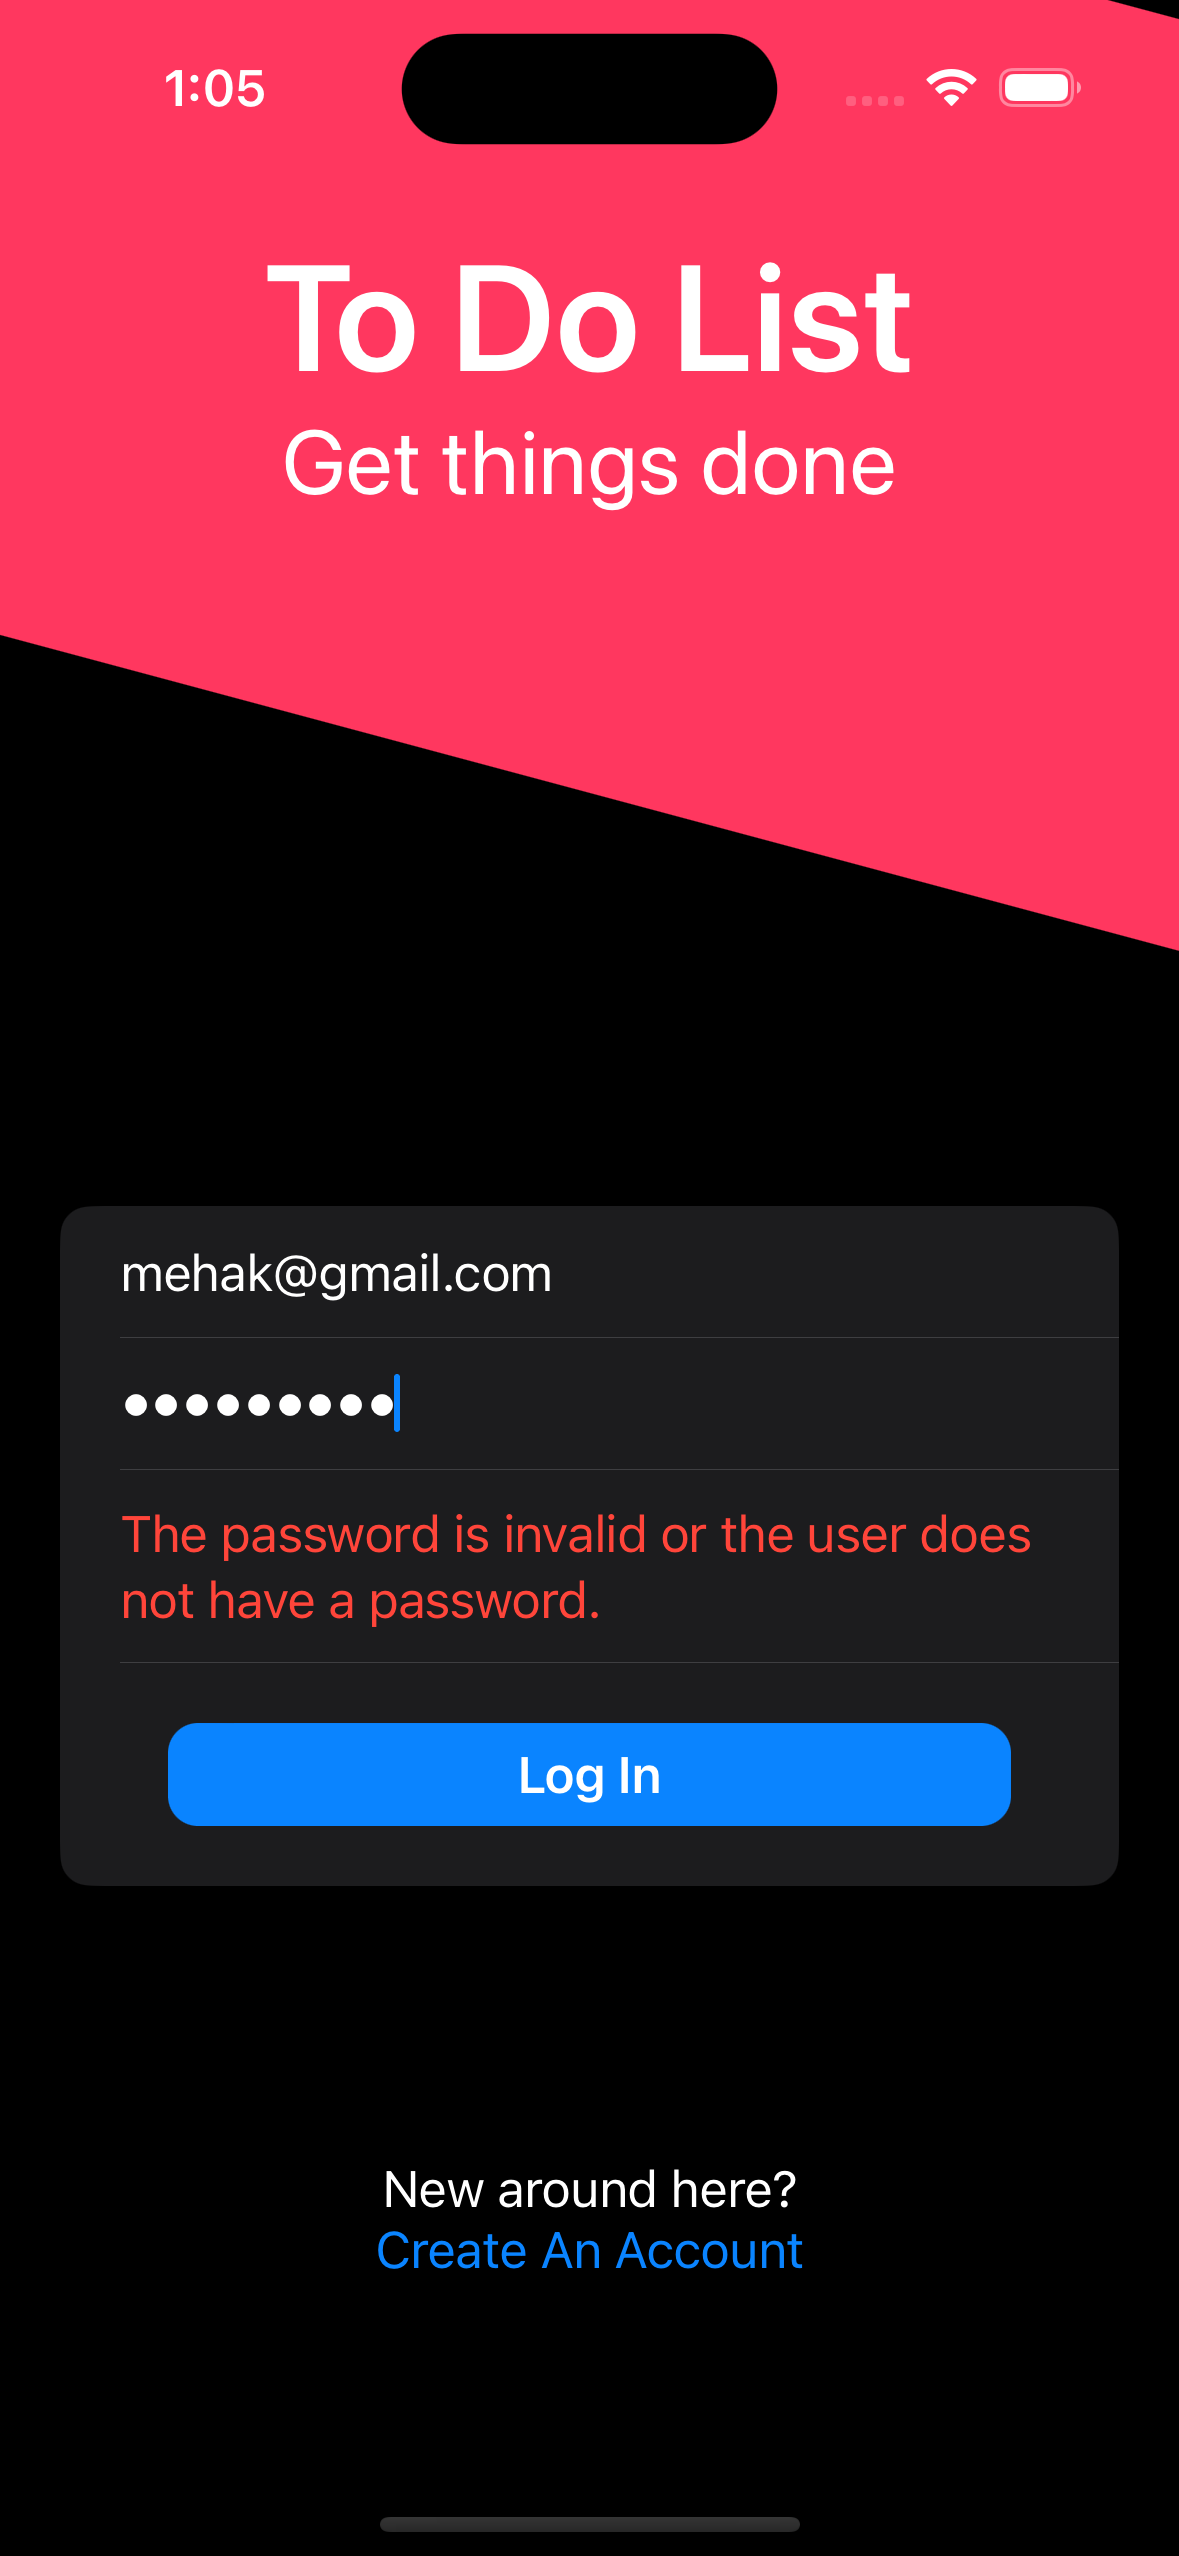 1:05
To Do List
Get things done
mehak@gmail.com
•••••••••
The password is invalid or the user does
not have a password.
Log In
New around here?
Create An Account